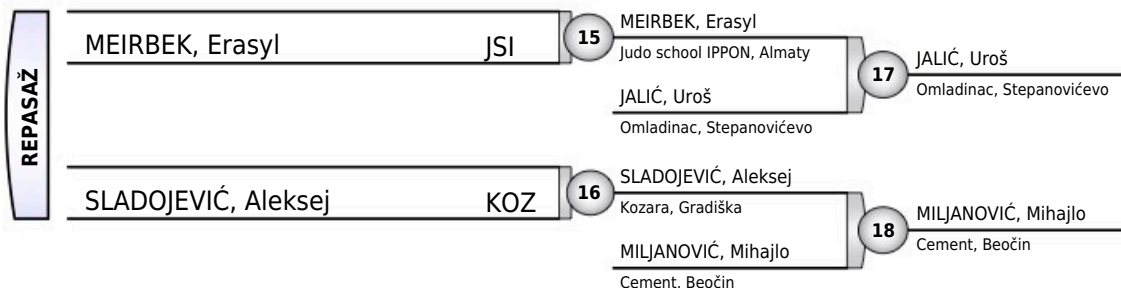 REPASAŽ
MEIRBEK, Erasyl JSI
15
MEIRBEK, Erasyl
Judo school IPPON, Almaty
JALIĆ, Uroš
Omladinac, Stepanovićevo
17
JALIĆ, Uroš
Omladinac, Stepanovićevo
SLADOJEVIĆ, Aleksej KOZ
16
SLADOJEVIĆ, Aleksej
Kozara, Gradiška
MILJANOVIĆ, Mihajlo
Cement, Beočin
18
MILJANOVIĆ, Mihajlo
Cement, Beočin